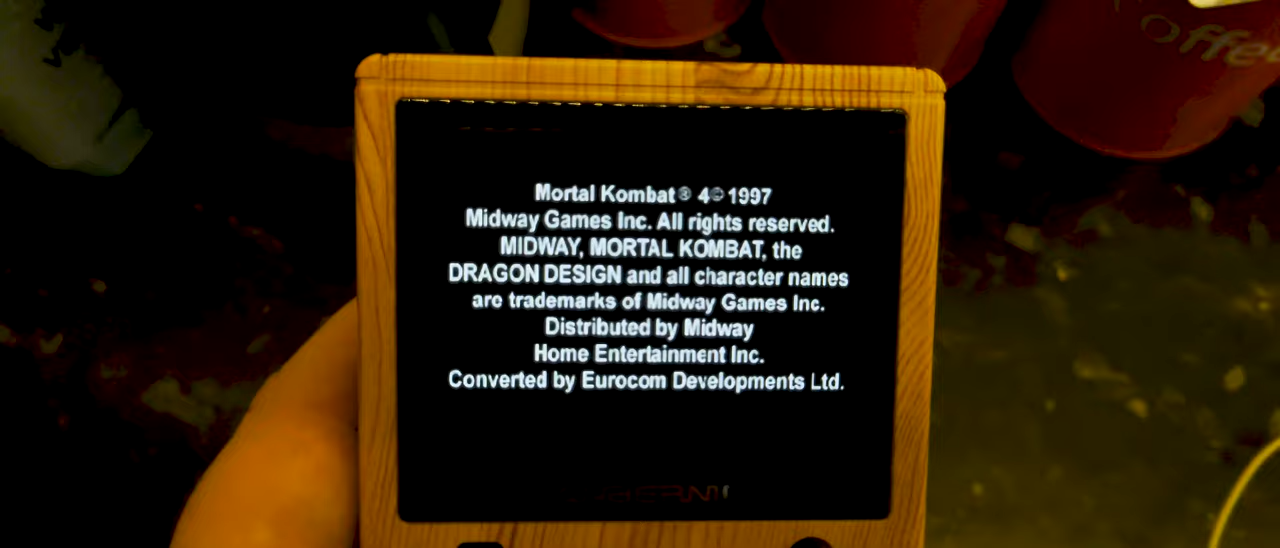 Coffee
Mortal Kombat® 4© 1997
Midway Games Inc. All rights reserved.
MIDWAY, MORTAL KOMBAT, the
DRAGON DESIGN and all character names
are trademarks of Midway Games Inc.
Distributed by Midway
Home Entertainment Inc.
Converted by Eurocom Developments Ltd.